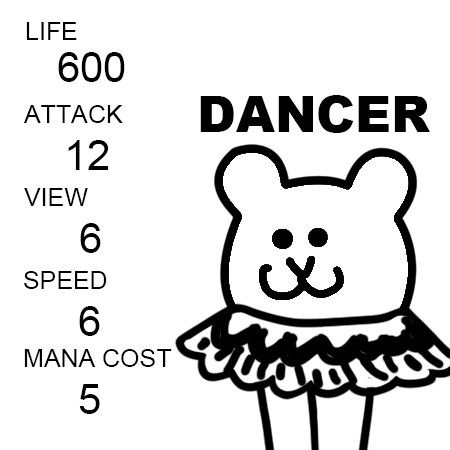 LIFE
600
ATTACK
12
VIEW
6
SPEED
6
MANA COST
5
DANCER